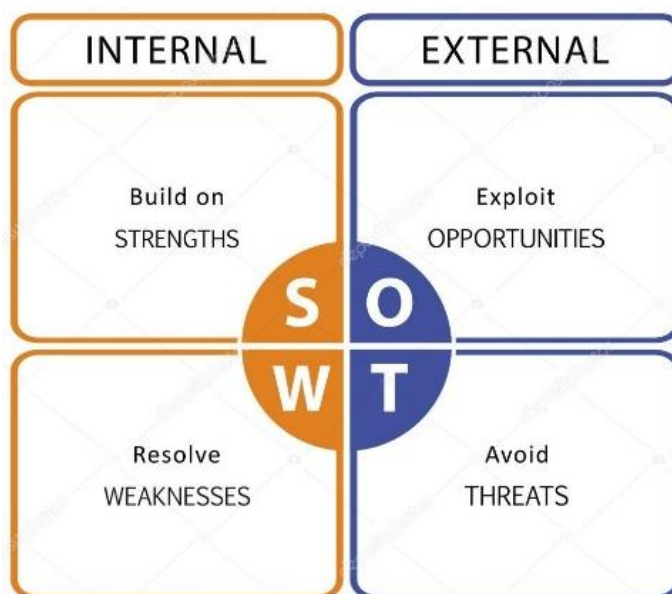 INTERNAL
EXTERNAL
Build on
STRENGTHS
Exploit
OPPORTUNITIES
S O
W T
Resolve
WEAKNESSES
Avoid
THREATS